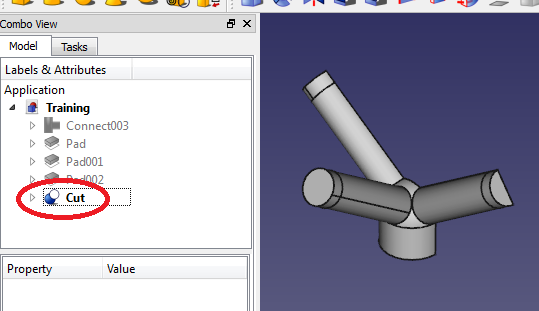 Combo View
Model Tasks
Labels & Attributes
Application
Training
Connect003
Pad
Pad001
Pad002
Cut
Property Value